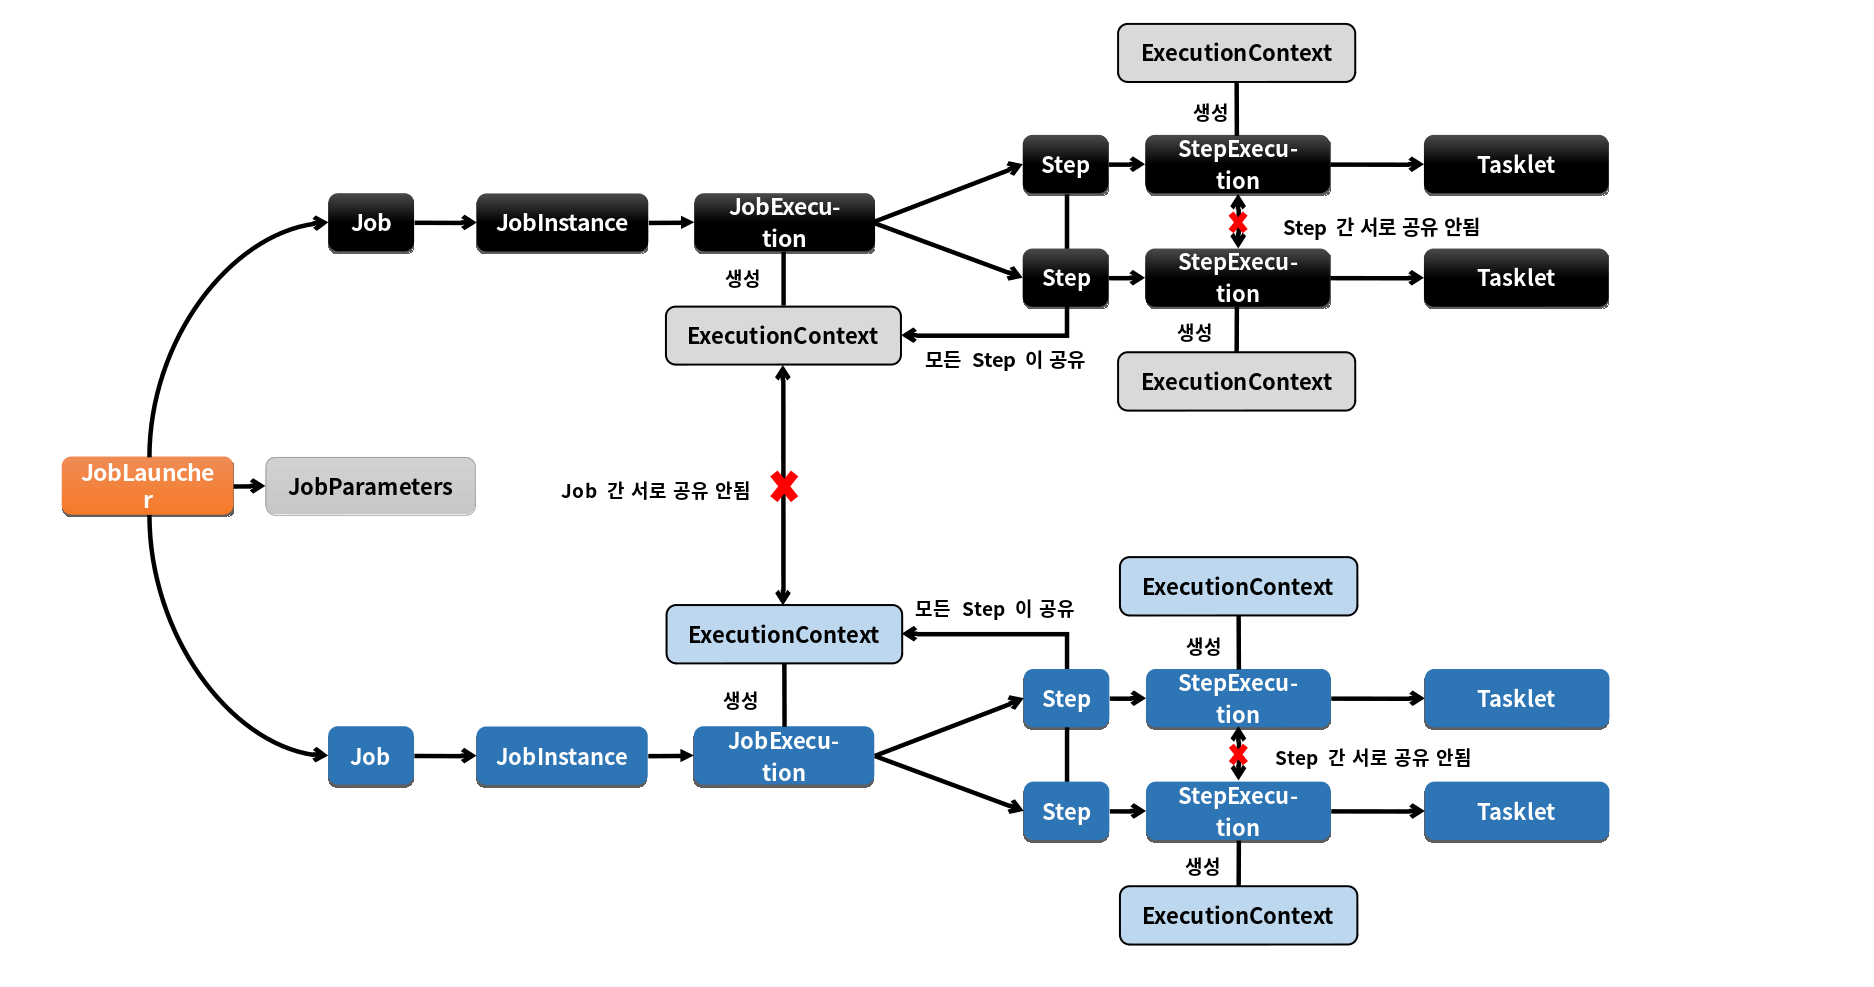 ExecutionContext
생성
Step
StepExecu-
tion
Tasklet
Job
JobInstance
JobExecu-
tion
Step 간 서로 공유 안됨
생성
Step
StepExecu-
tion
Tasklet
ExecutionContext
생성
모든 Step 이 공유
ExecutionContext
JobLaunche
r
JobParameters
Job 간 서로 공유 안됨
ExecutionContext
모든 Step 이 공유
ExecutionContext
생성
생성
Step
StepExecu-
tion
Tasklet
Job
JobInstance
JobExecu-
tion
Step 간 서로 공유 안됨
Step
StepExecu-
tion
Tasklet
생성
ExecutionContext